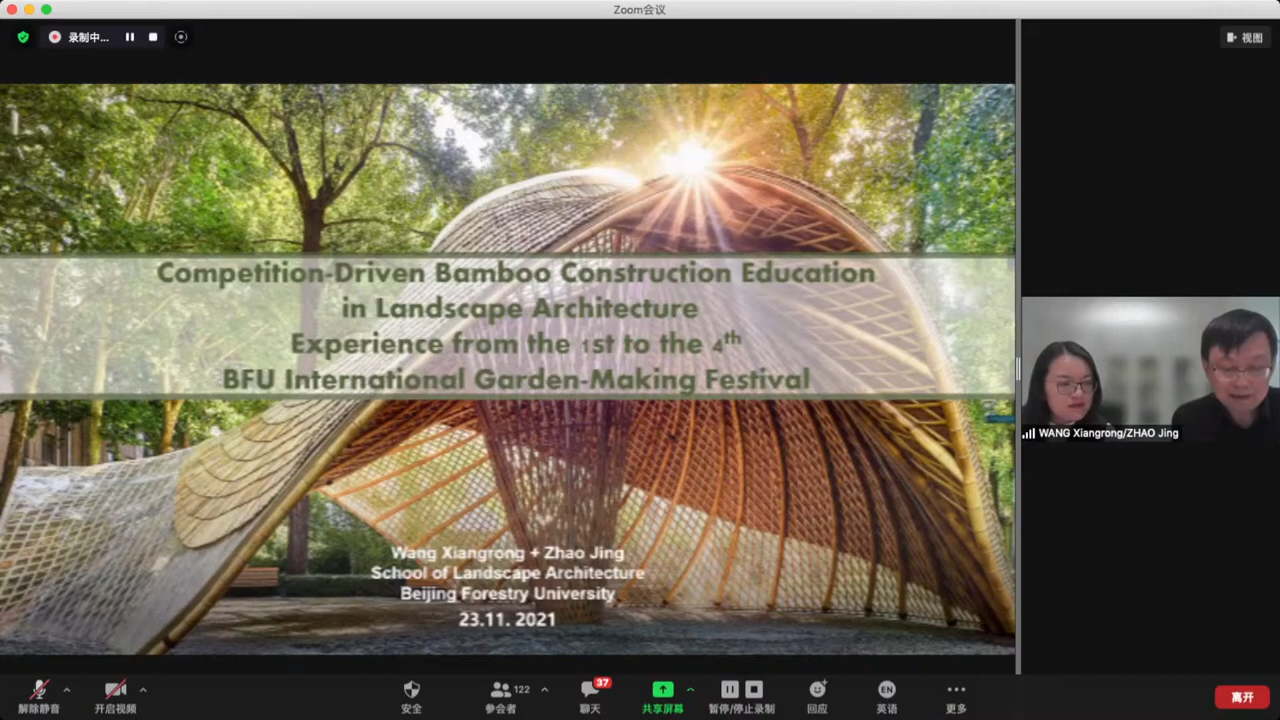 Zoom会议
录制中...
视图
Competition-Driven Bamboo Construction Education
in Landscape Architecture
Experience from the 1st to the 4th
BFU International Garden-Making Festival
WANG Xiangrong/ZHAO Jing
Wang Xiangrong + Zhao Jing
School of Landscape Architecture
Beijing Forestry University
23.11. 2021
37
122
EN
解除静音
开启视频
安全
参会者
聊天
共享屏幕
暂停/停止录制
回应
英语
更多
离开